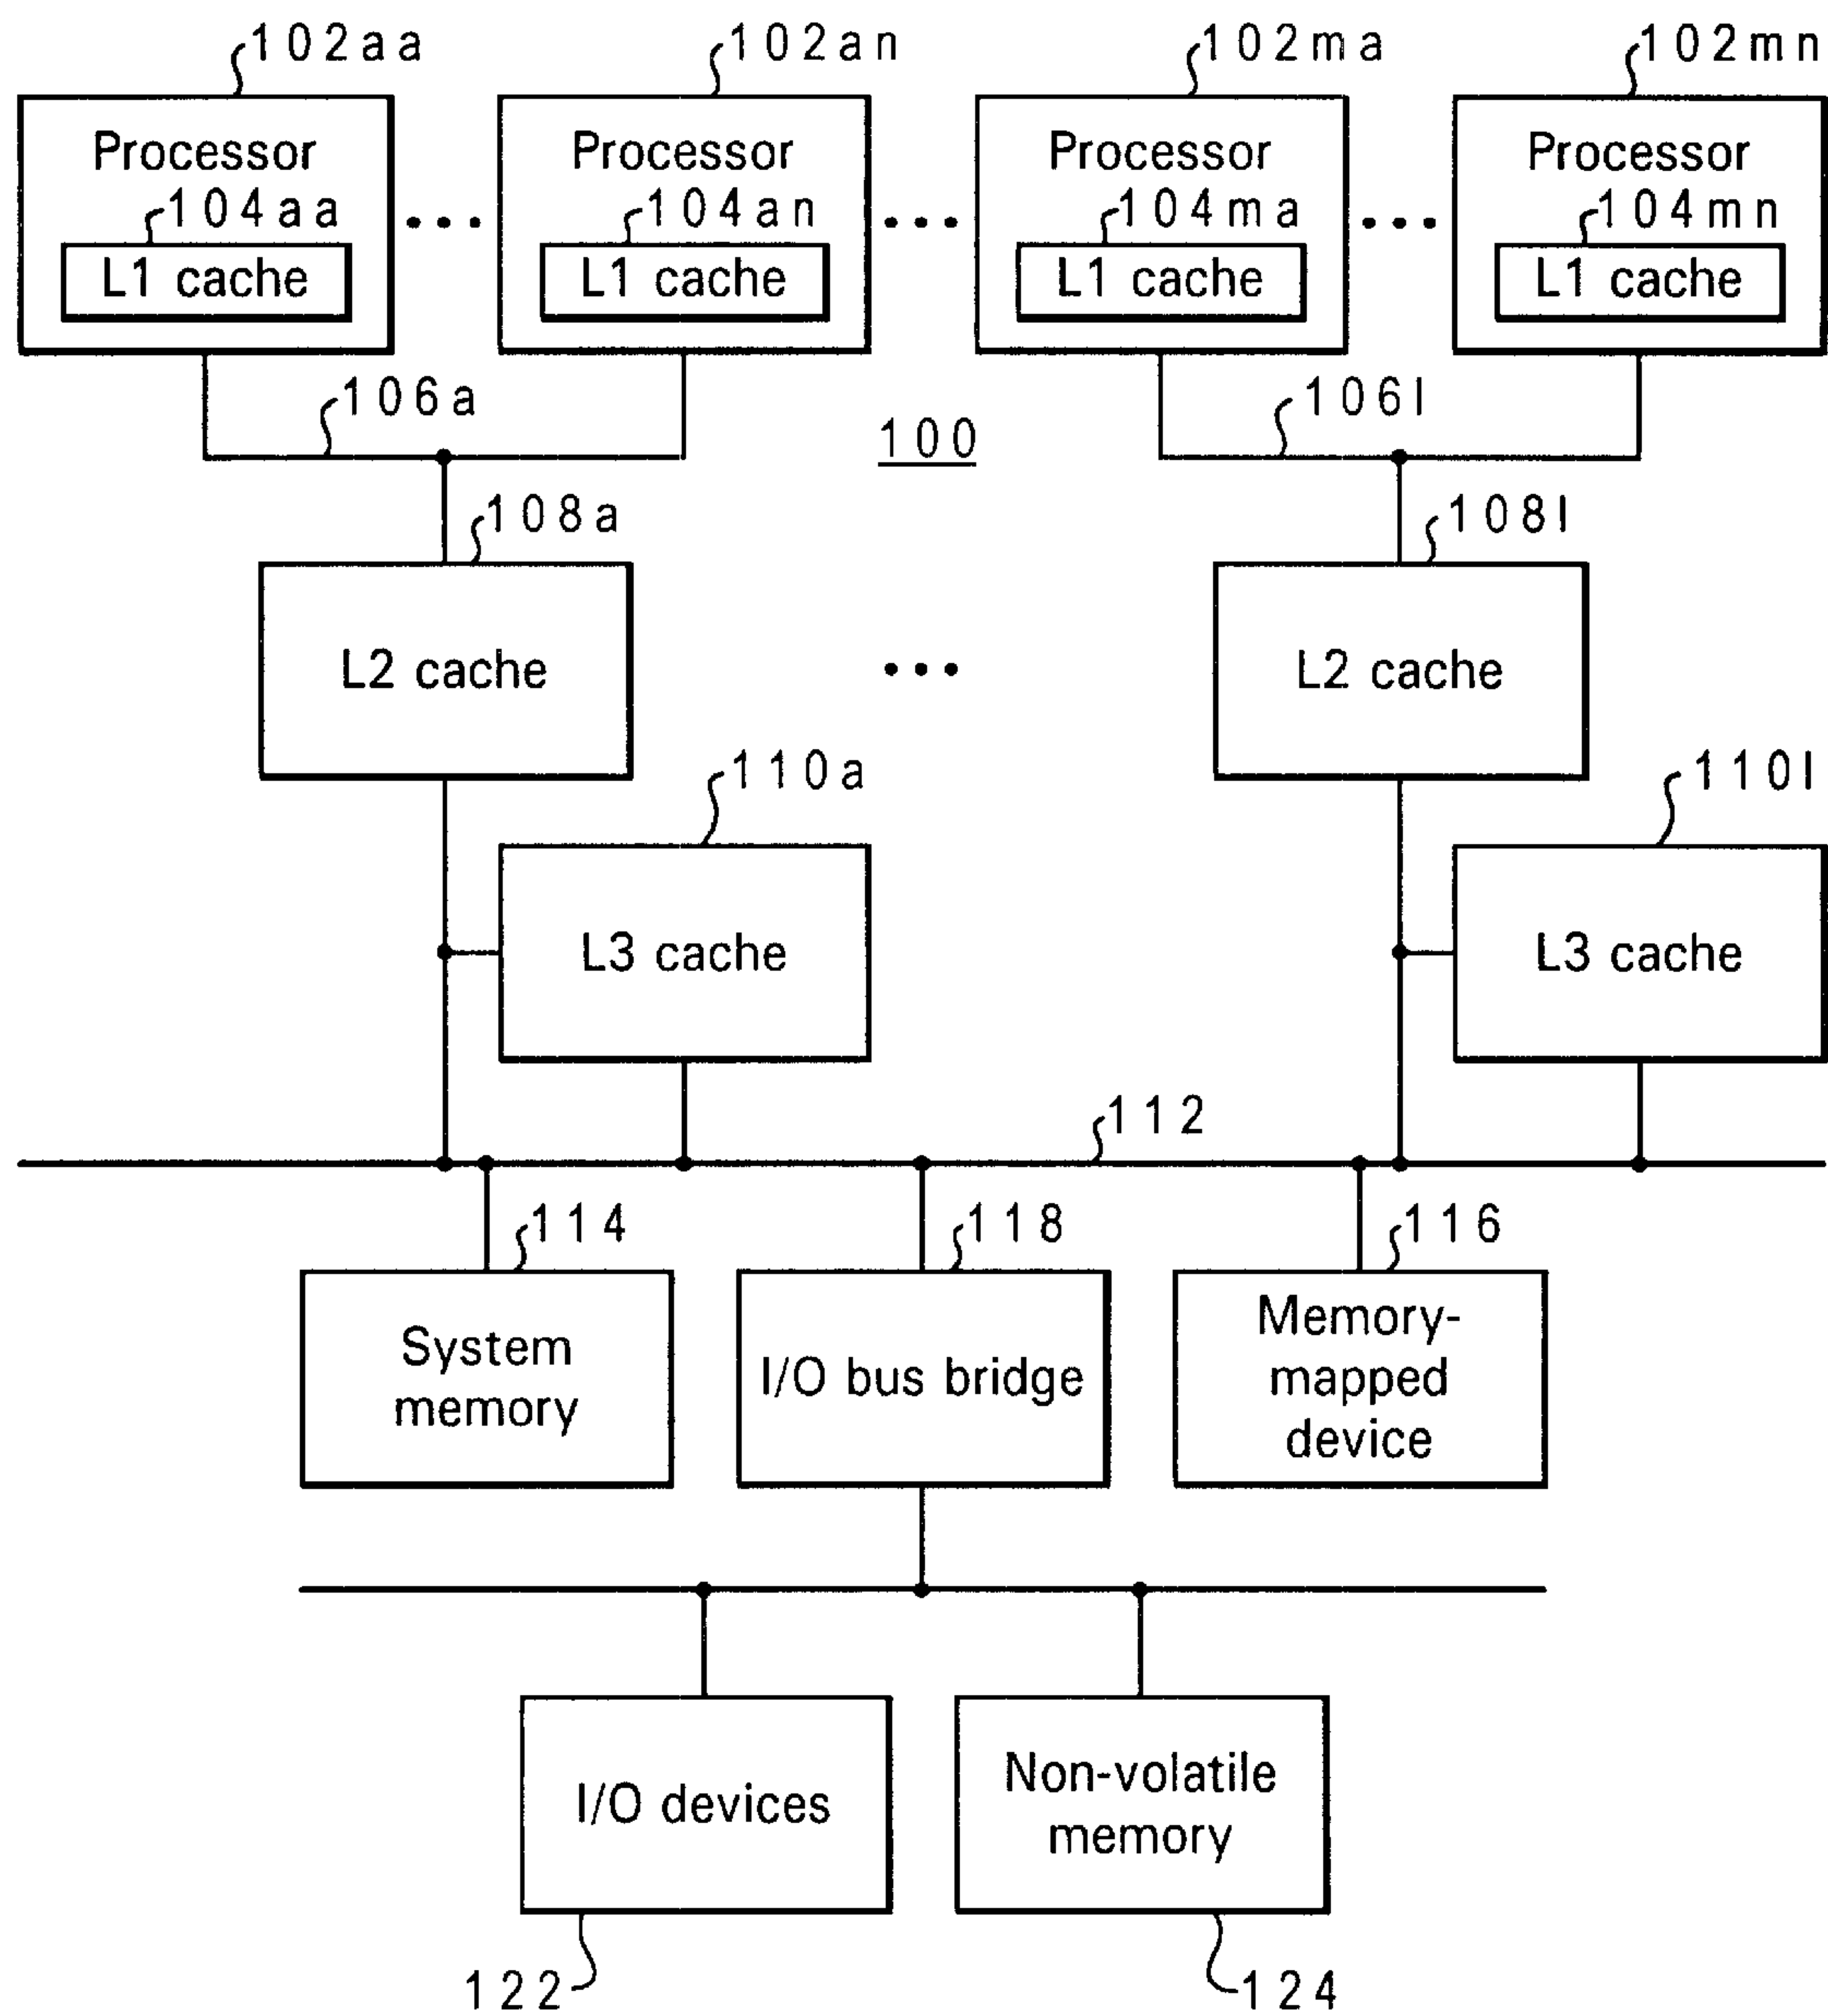 102aa
102an
102ma
102mn
Processor
Processor
Processor
Processor
104aa
104an
104ma
104mn
L1 cache
L1 cache
L1 cache
L1 cache
106a
106l
100
108a
108l
L2 cache
L2 cache
110a
110l
L3 cache
L3 cache
112
114
118
116
System
memory
I/O bus bridge
Memory-
mapped
device
I/O devices
Non-volatile
memory
122
124